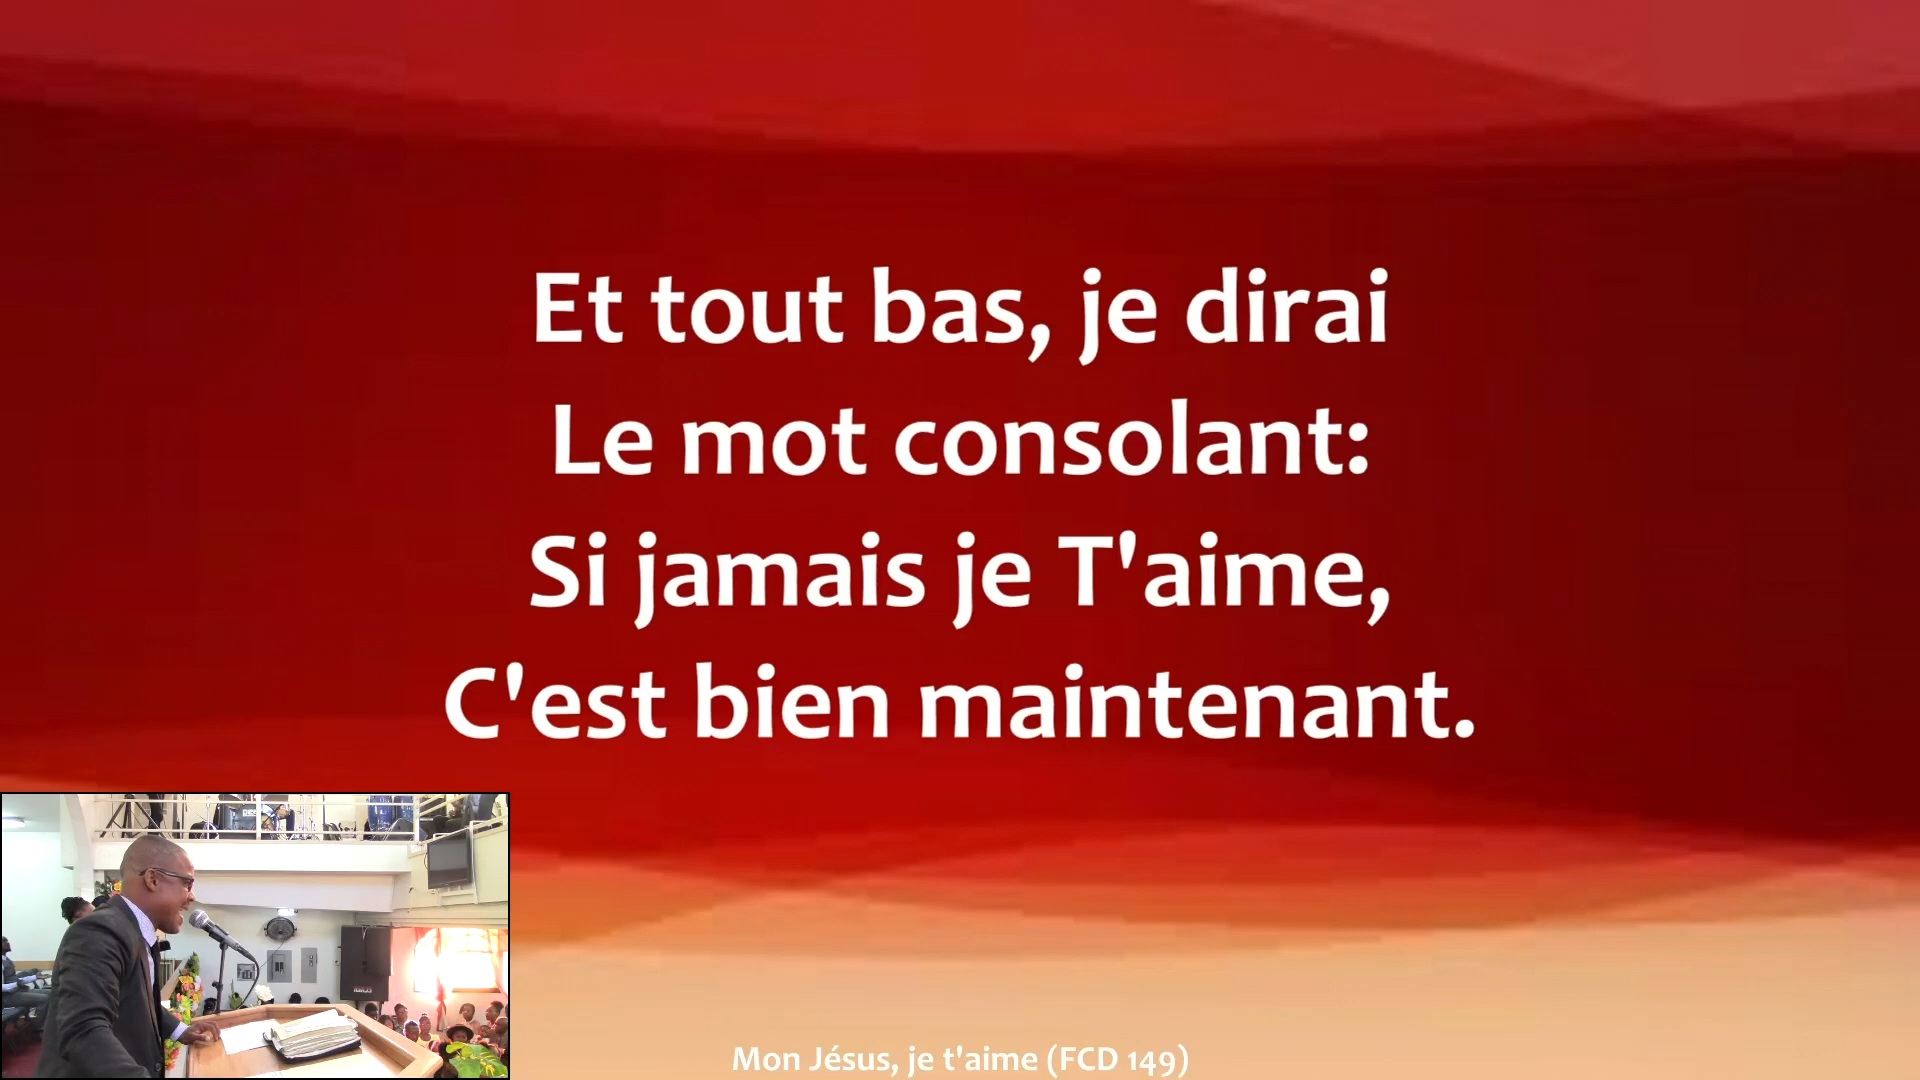 Et tout bas, je dirai
Le mot consolant:
Si jamais je T'aime,
C'est bien maintenant.
Mon Jésus, je t'aime (FCD 149)